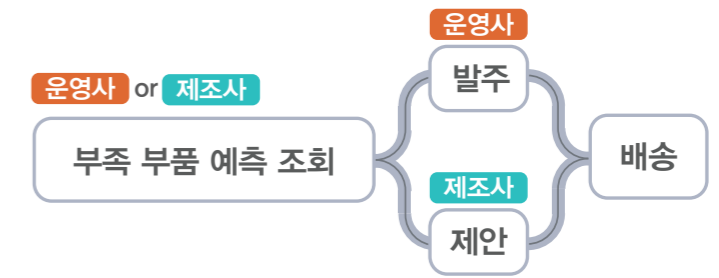 운영사
발주
운영사 or 제조사
부족 부품 예측 조회
배송
제조사
제안